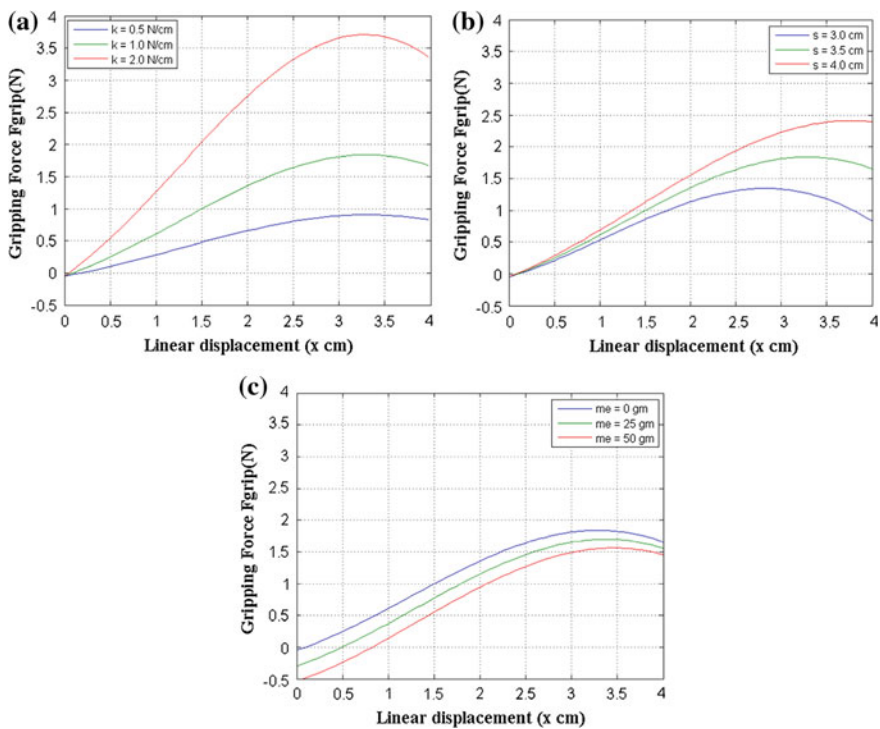 (a)
Gripping Force Fgrip(N)
4
3.5
3
2.5
2
1.5
1
0.5
0
-0.5
k = 0.5 N/cm
k = 1.0 N/cm
k = 2.0 N/cm
0 0.5 1 1.5 2 2.5 3 3.5 4
Linear displacement (x cm)
(b)
Gripping Force Fgrip(N)
4
3.5
3
2.5
2
1.5
1
0.5
0
-0.5
s = 3.0 cm
s = 3.5 cm
s = 4.0 cm
0 0.5 1 1.5 2 2.5 3 3.5 4
Linear displacement (x cm)
(c)
Gripping Force Fgrip(N)
4
3.5
3
2.5
2
1.5
1
0.5
0
-0.5
me = 0 gm
me = 25 gm
me = 50 gm
0 0.5 1 1.5 2 2.5 3 3.5 4
Linear displacement (x cm)